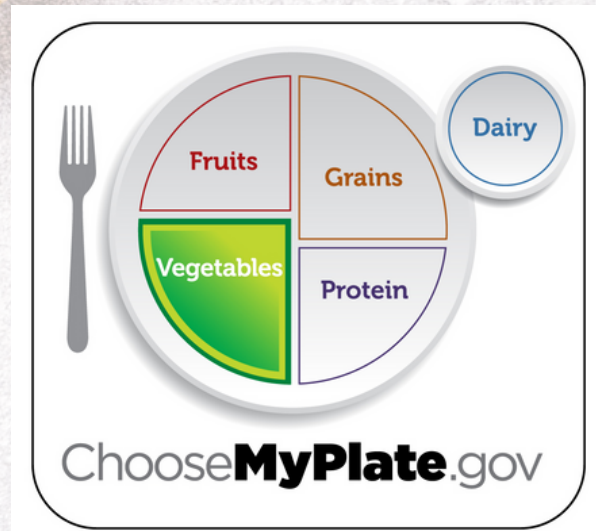 Dairy
Fruits
Grains
Vegetables
Protein
ChooseMyPlate.gov